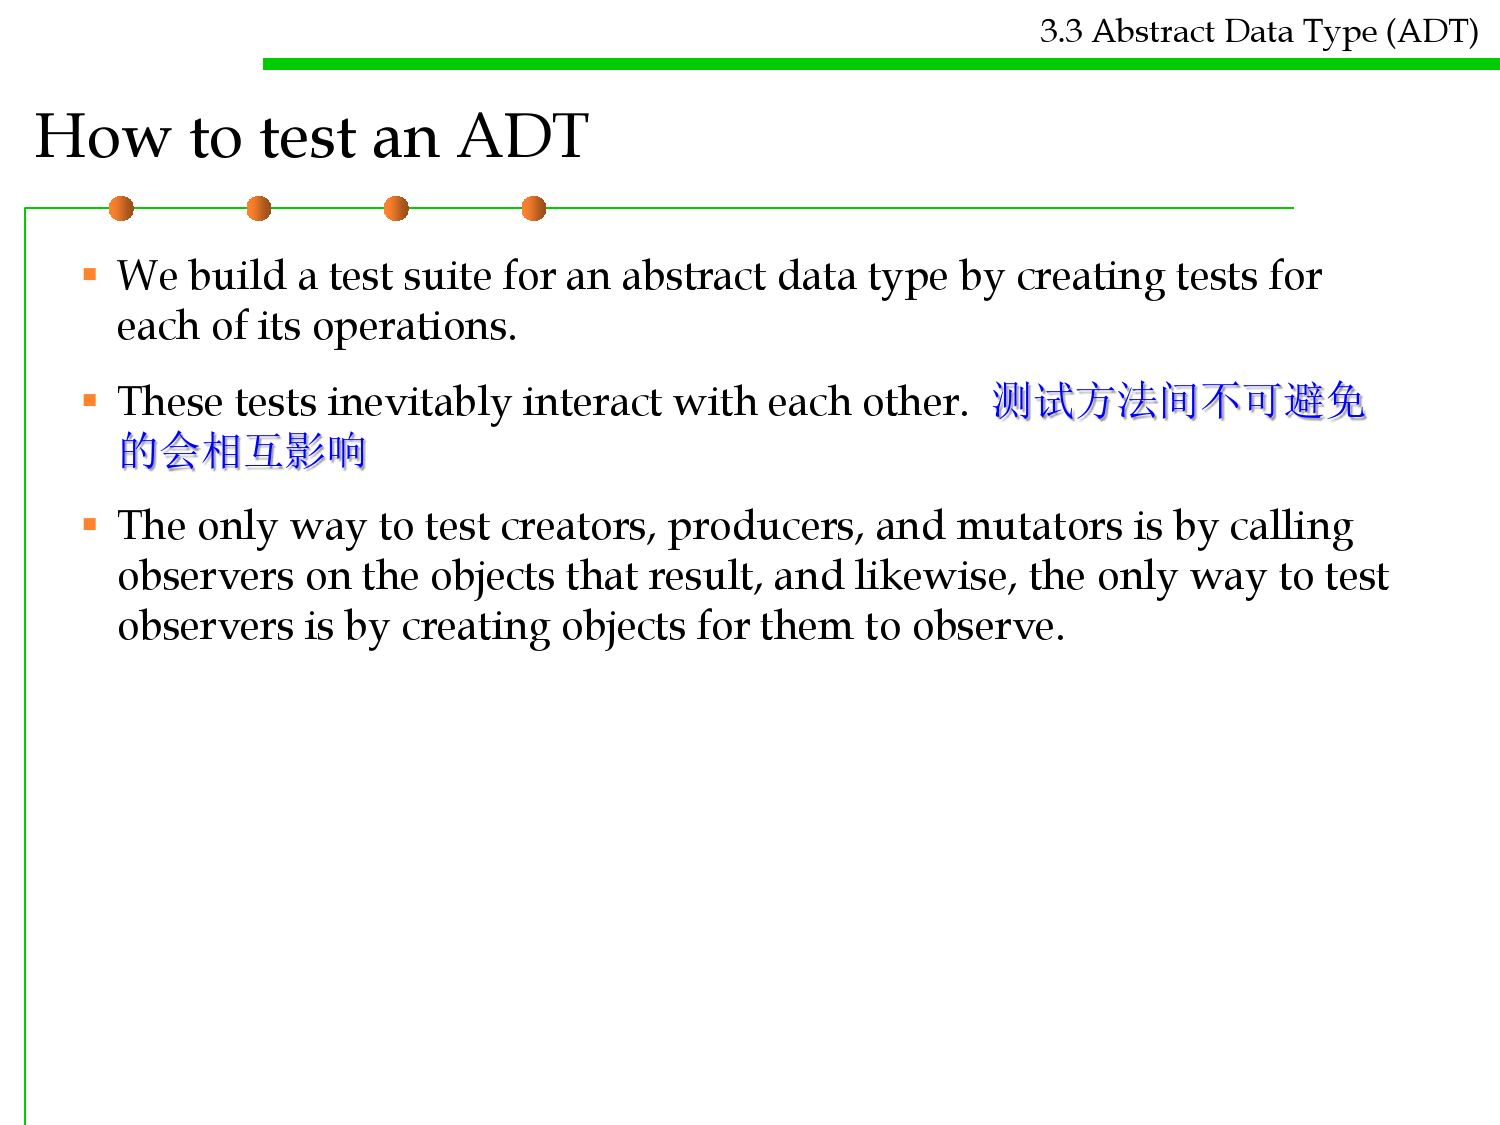 3.3 Abstract Data Type (ADT)
How to test an ADT
We build a test suite for an abstract data type by creating tests for
each of its operations.
These tests inevitably interact with each other. 测试方法间不可避免
的会相互影响
The only way to test creators, producers, and mutators is by calling
observers on the objects that result, and likewise, the only way to test
observers is by creating objects for them to observe.